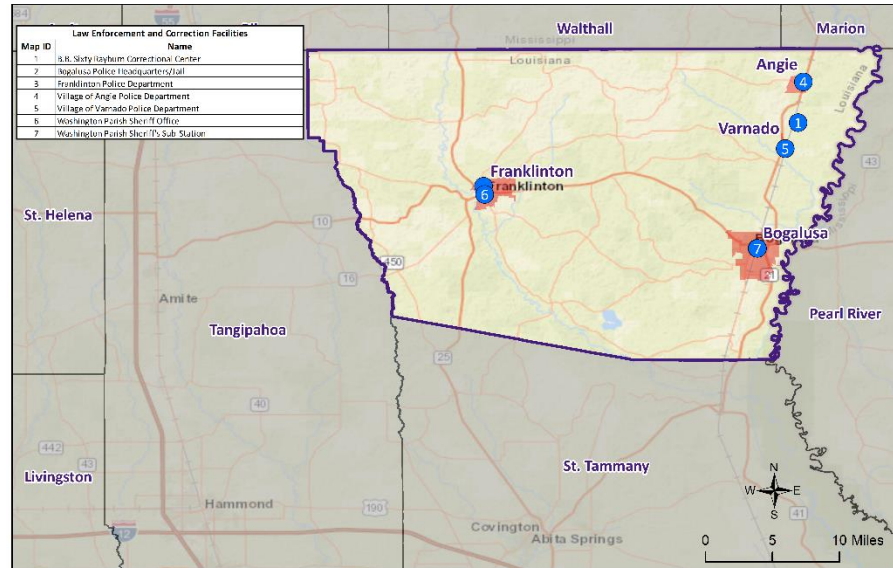 Law Enforcement and Correction Facilities
Map ID Name
1 B.B. Sixty Rayburn Correctional Center
2 Bogalusa Police Headquarters/Jail
3 Franklinton Police Department
4 Village of Angie Police Department
5 Village of Varnado Police Department
6 Washington Parish Sheriff Office
7 Washington Parish Sheriff's Sub-Station
55
Walthall
Marion
Mississippi
Louisiana
Angie
4
Louisiana
1
Varnado
5
43
Franklinton
Franklinton
6
St. Helena
10
Bogalusa
7
450
16
21
Amite
Pearl River
Tangipahoa
25
40
442
43
Livingston
St. Tammany
Hammond
190
12
Covington
Abita Springs
N
W E
S
0 5 10 Miles